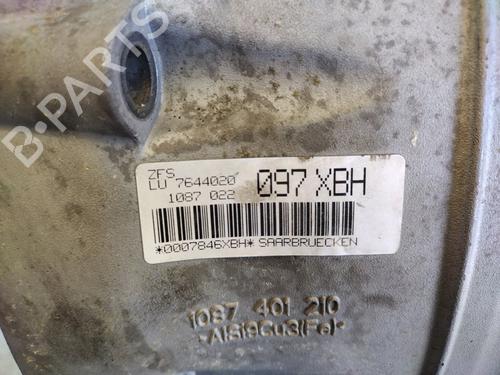 B-PARTS
ZFS
LU 7644020 097 XBH
1087 022
*0007846XBH* SAARBRUECKEN
1087 401 210
>AlSi9Cu3(Fe)<